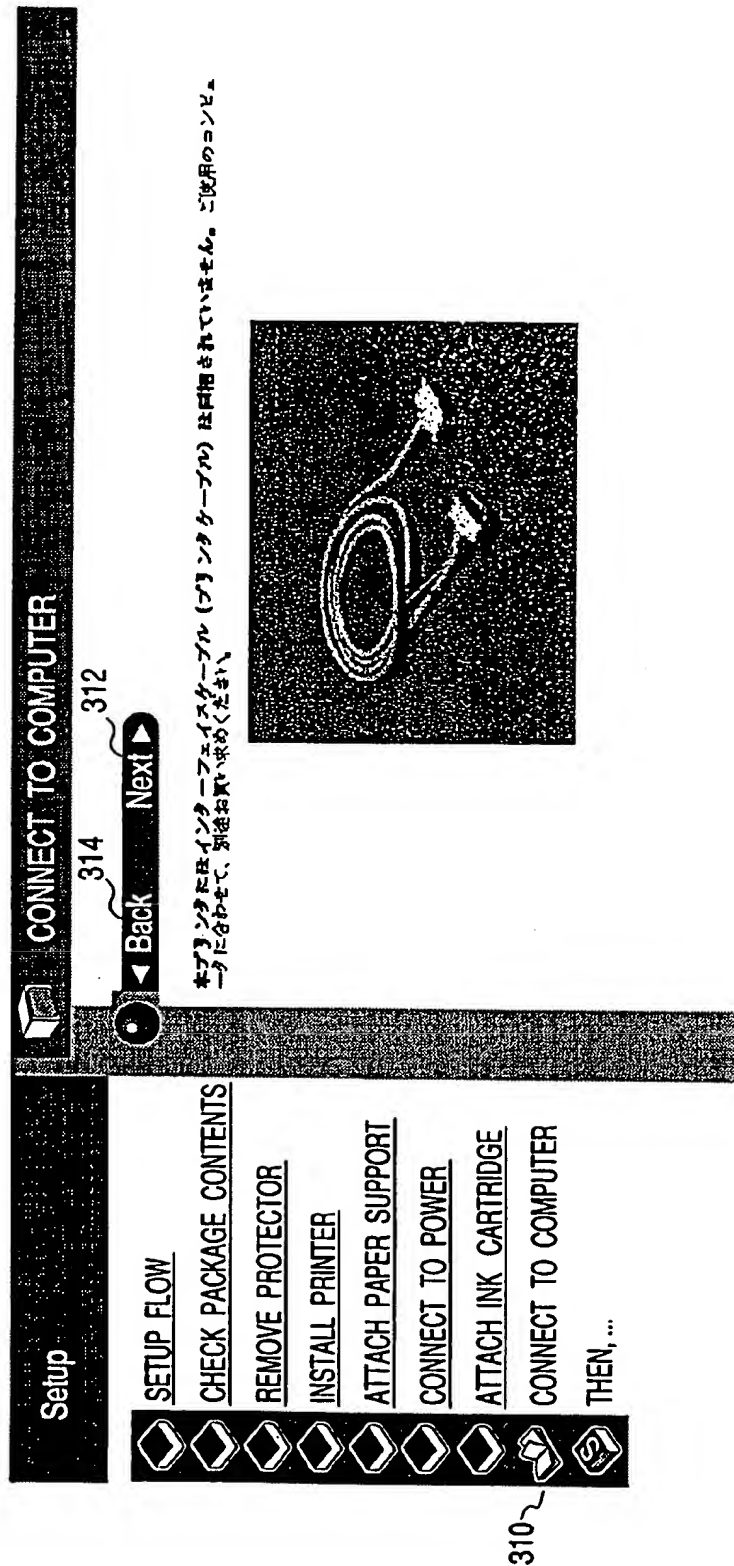 Setup
CONNECT TO COMPUTER
314
312
◀ Back Next ▶
SETUP FLOW
CHECK PACKAGE CONTENTS
REMOVE PROTECTOR
INSTALL PRINTER
ATTACH PAPER SUPPORT
CONNECT TO POWER
ATTACH INK CARTRIDGE
CONNECT TO COMPUTER
THEN, ...
310
本プリンタにはインターフェイスケーブル (プリンタケーブル) は同梱されていません。ご使用のコンピュ
ータに合わせて、別途お買い求めください。